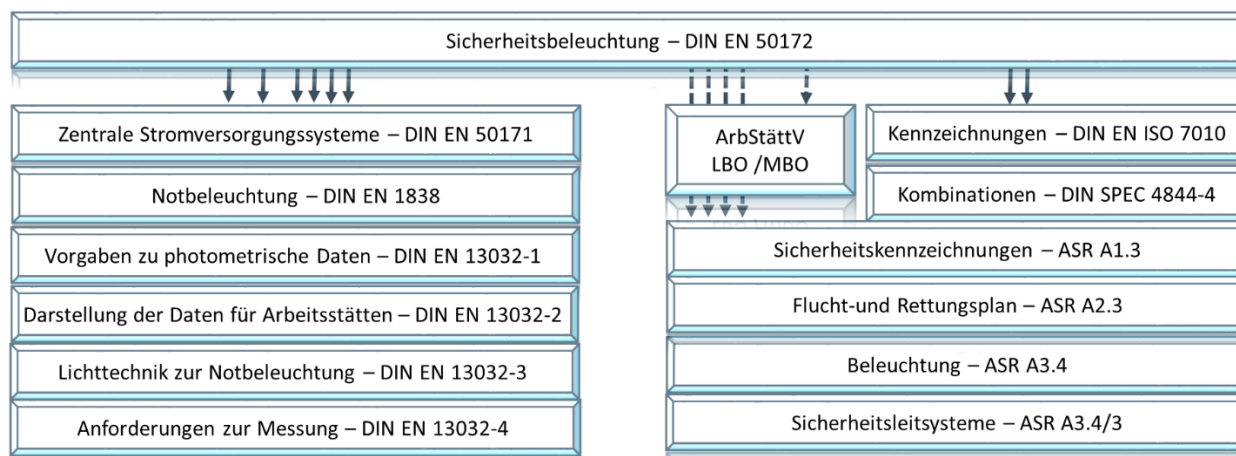 Sicherheitsbeleuchtung – DIN EN 50172
Zentrale Stromversorgungssysteme – DIN EN 50171
Notbeleuchtung – DIN EN 1838
Vorgaben zu photometrische Daten – DIN EN 13032-1
Darstellung der Daten für Arbeitsstätten – DIN EN 13032-2
Lichttechnik zur Notbeleuchtung – DIN EN 13032-3
Anforderungen zur Messung – DIN EN 13032-4
ArbStättV
LBO /MBO
Kennzeichnungen – DIN EN ISO 7010
Kombinationen – DIN SPEC 4844-4
Sicherheitskennzeichnungen – ASR A1.3
Flucht-und Rettungsplan – ASR A2.3
Beleuchtung – ASR A3.4
Sicherheitsleitsysteme – ASR A3.4/3